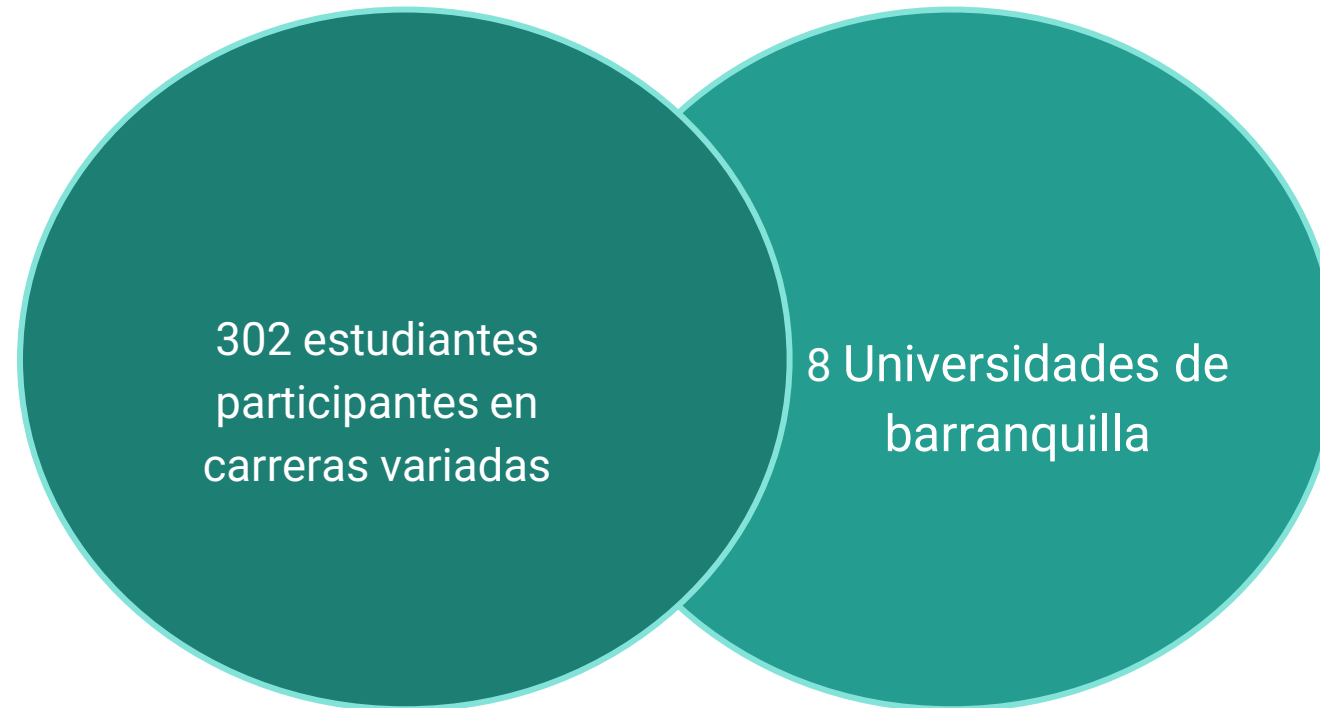 302 estudiantes
participantes en
carreras variadas
8 Universidades de
barranquilla